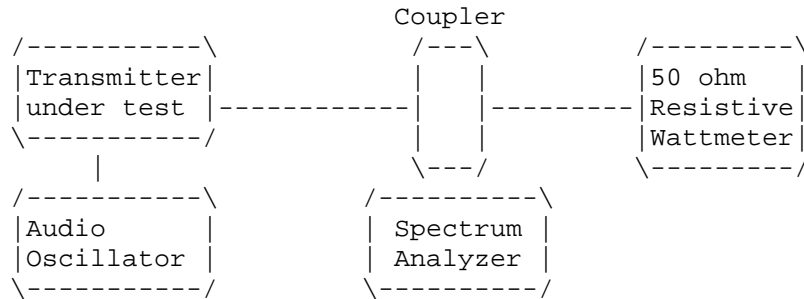 Coupler
Transmitter
under test
50 ohm
Resistive
Wattmeter
Audio
Oscillator
Spectrum
Analyzer